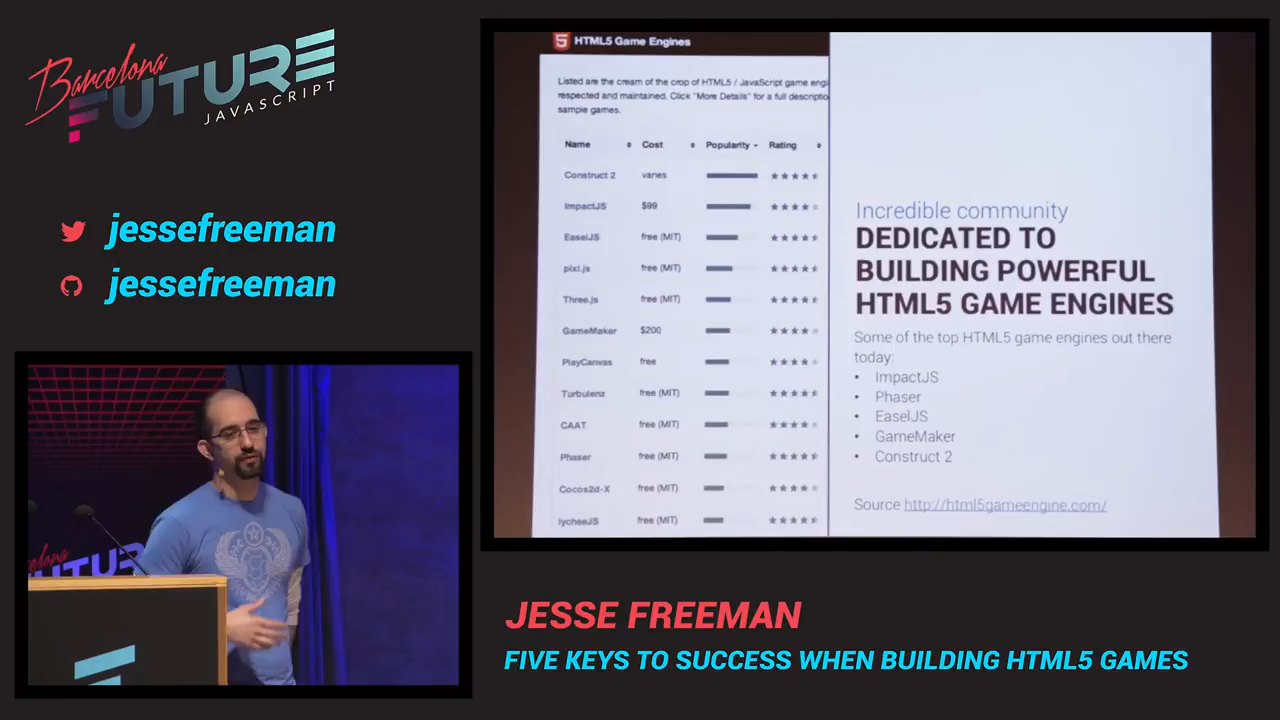 Barcelona
FUTURE
JAVASCRIPT
jessefreeman
jessefreeman
HTML5 Game Engines
Listed are the cream of the crop of HTML5 / JavaScript game engi
respected and maintained. Click "More Details" for a full descriptio
sample games.
Name Cost Popularity Rating
Construct 2 varies
ImpactJS $99
EaselJS free (MIT)
pixi.js free (MIT)
Three.js free (MIT)
GameMaker $200
PlayCanvas free
Turbulenz free (MIT)
CAAT free (MIT)
Phaser free (MIT)
Cocos2d-X free (MIT)
lycheeJS free (MIT)
Incredible community
DEDICATED TO
BUILDING POWERFUL
HTML5 GAME ENGINES
Some of the top HTML5 game engines out there
today:
• ImpactJS
• Phaser
• EaselJS
• GameMaker
• Construct 2
Source http://html5gameengine.com/
Barcelona
FUTUR
JESSE FREEMAN
FIVE KEYS TO SUCCESS WHEN BUILDING HTML5 GAMES